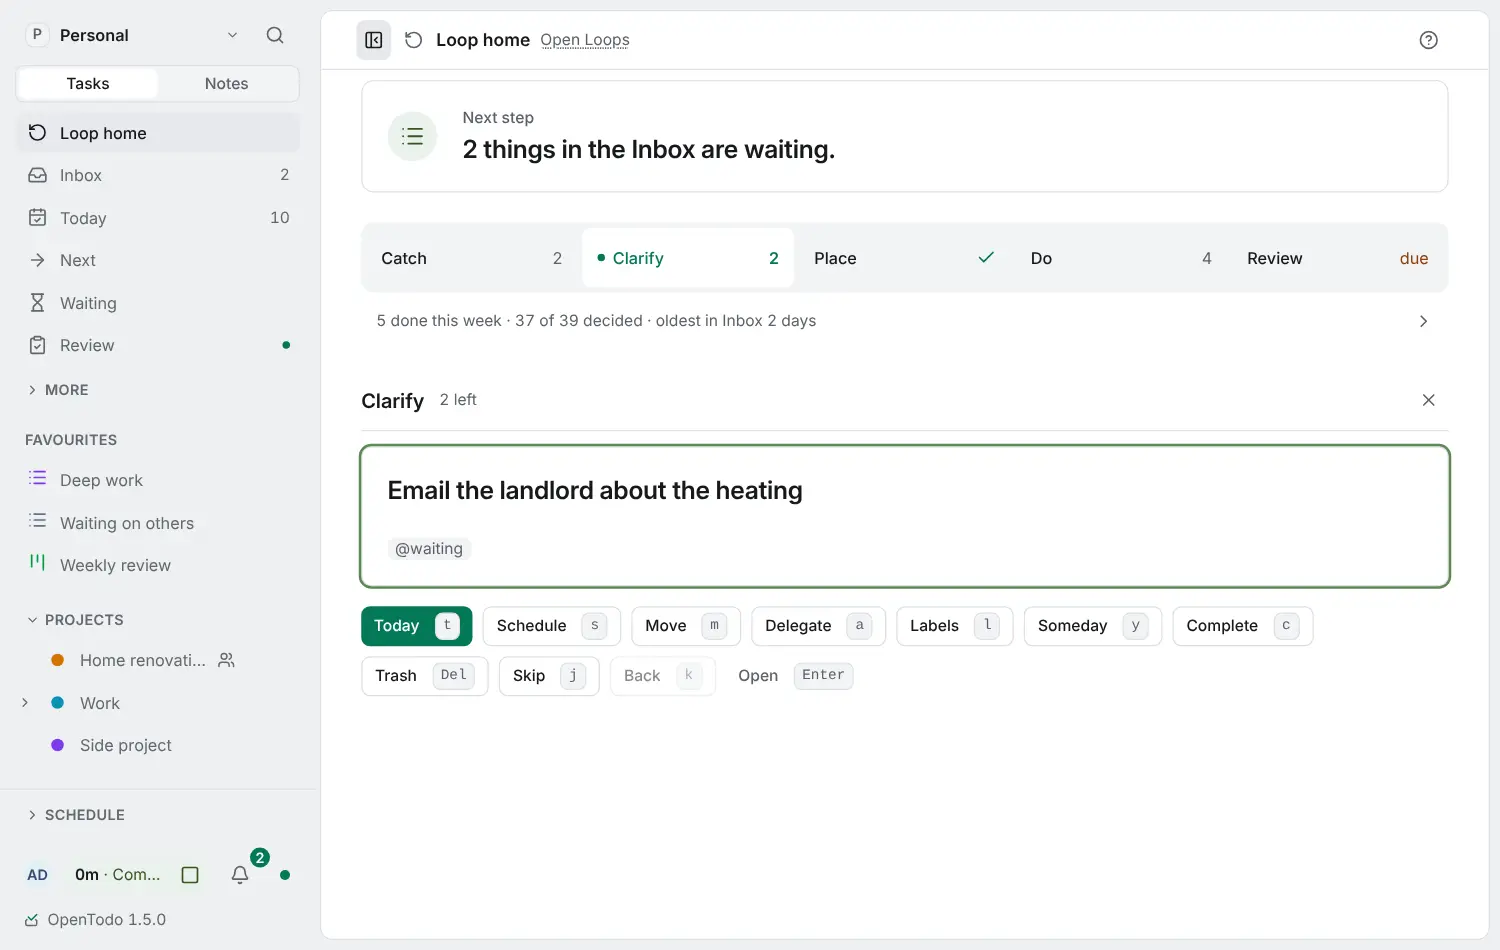 P Personal
Tasks Notes
Loop home
Inbox 2
Today 10
Next
Waiting
Review
MORE
FAVOURITES
Deep work
Waiting on others
Weekly review
PROJECTS
Home renovati...
Work
Side project
SCHEDULE
AD 0m · Com... 2
OpenTodo 1.5.0
Loop home Open Loops
Next step
2 things in the Inbox are waiting.
Catch 2 Clarify 2 Place Do 4 Review due
5 done this week · 37 of 39 decided · oldest in Inbox 2 days
Clarify 2 left
Email the landlord about the heating
@waiting
Today t Schedule s Move m Delegate a Labels l Someday y Complete c
Trash Del Skip j Back k Open Enter